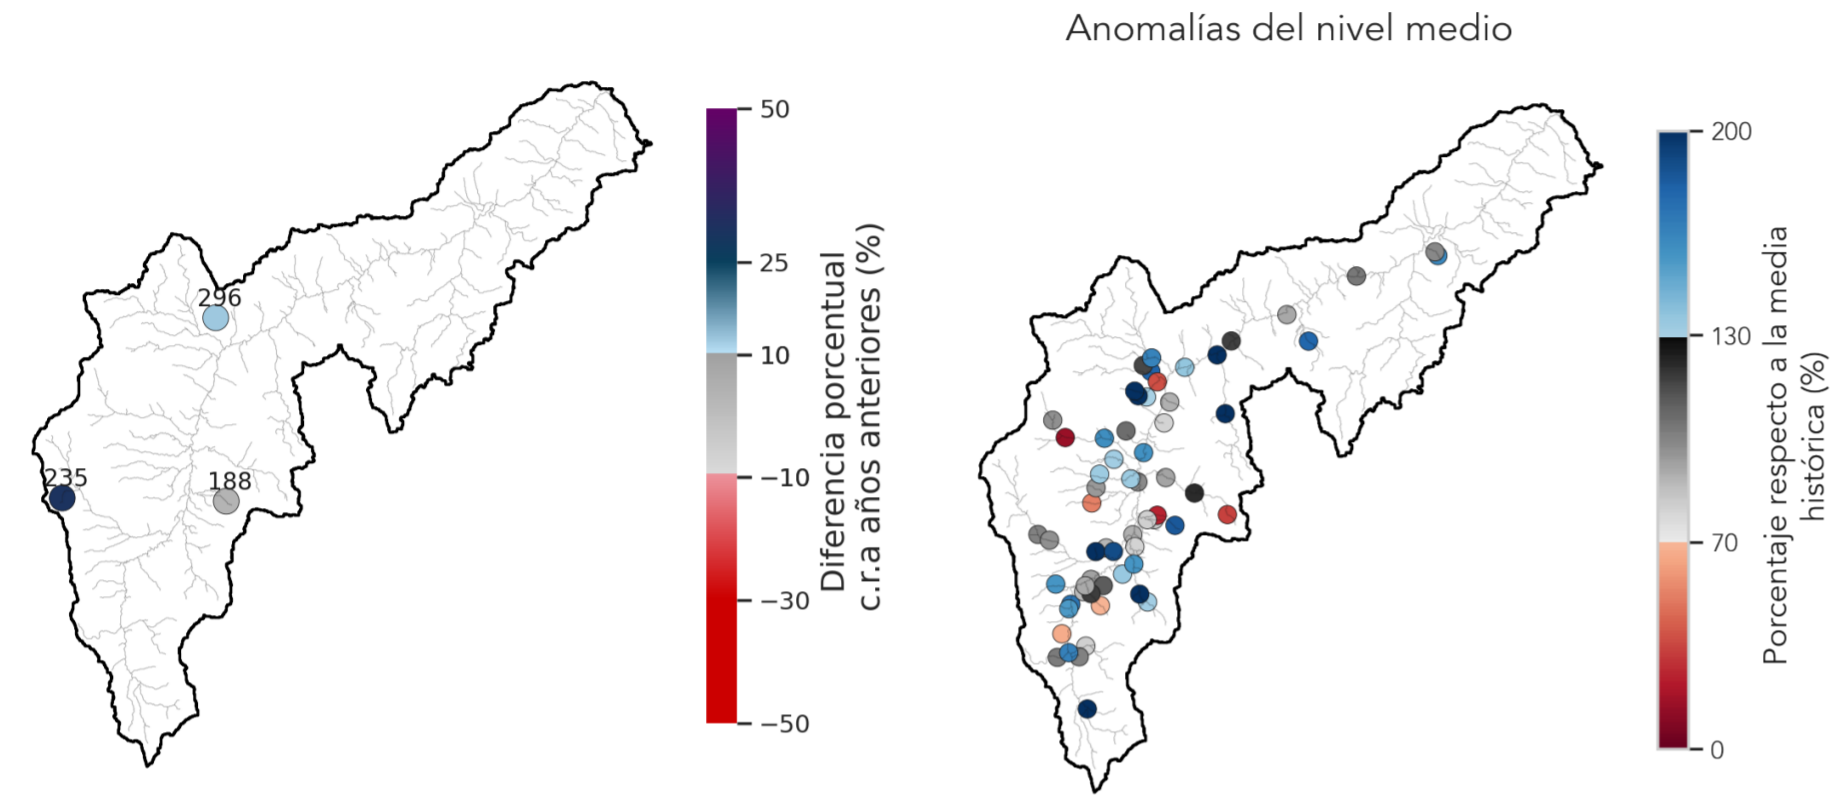 Anomalías del nivel medio
296
235
188
50
25
10
−10
−30
−50
Diferencia porcentual
c.r.a años anteriores (%)
200
130
70
0
Porcentaje respecto a la media
histórica (%)